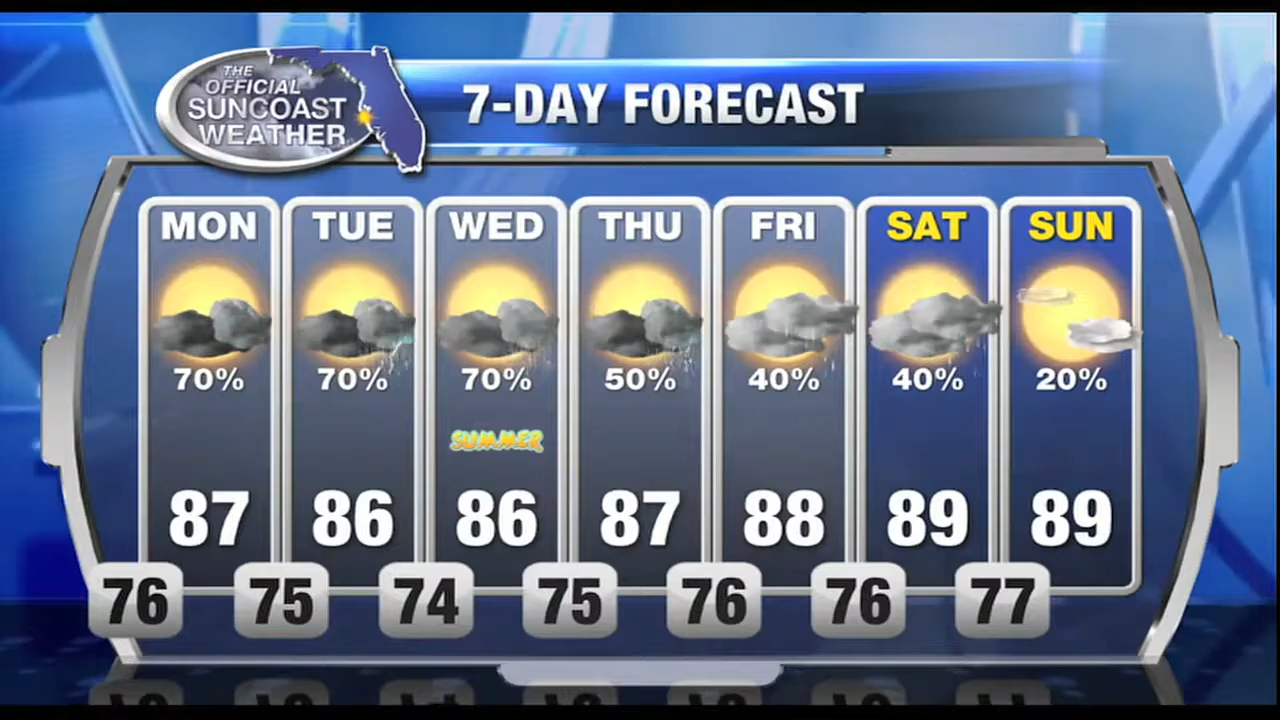 THE
OFFICIAL
SUNCOAST
WEATHER
7-DAY FORECAST
MON TUE WED THU FRI SAT SUN
70% 70% 70% 50% 40% 40% 20%
SUMMER
87 86 86 87 88 89 89
76 75 74 75 76 76 77